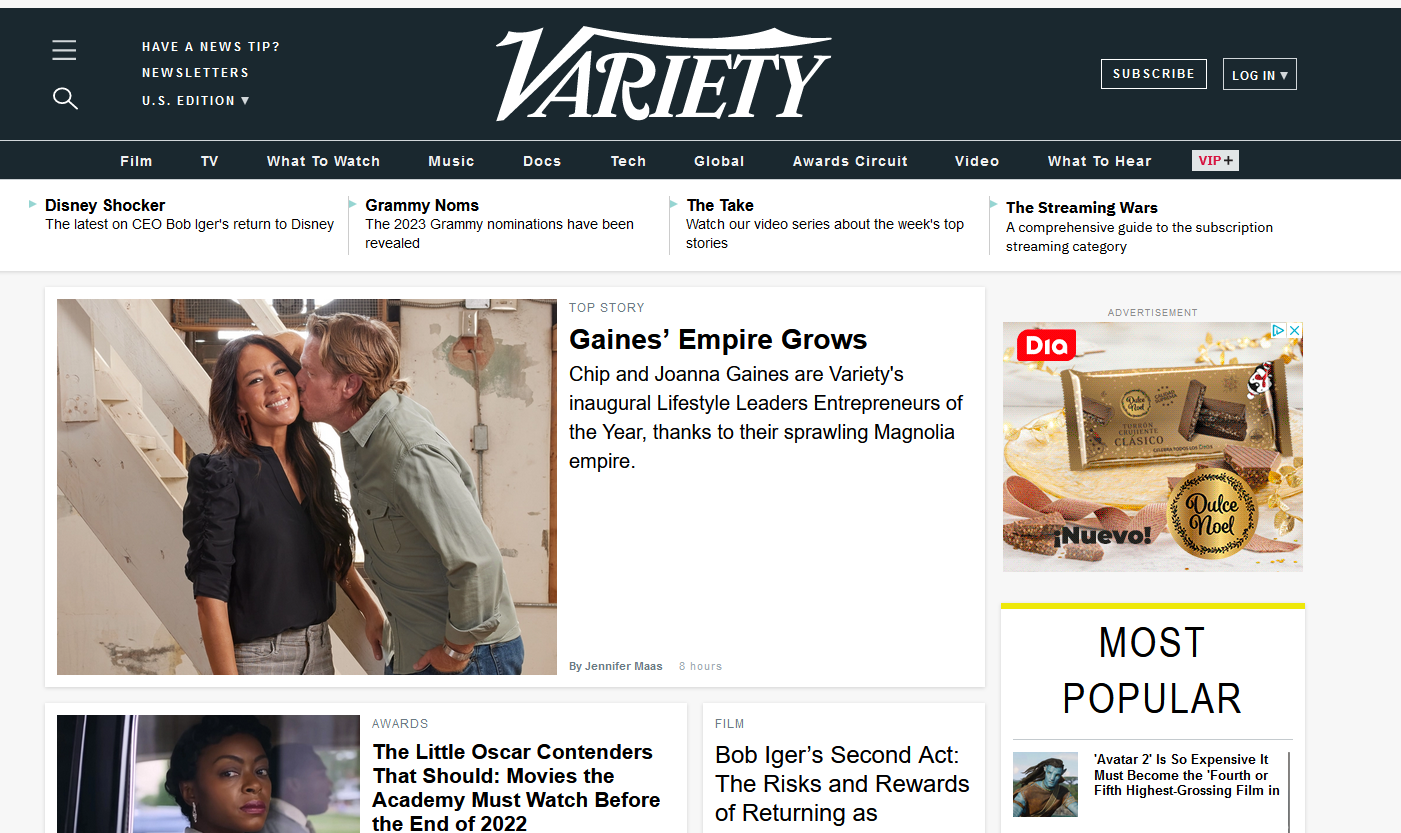 HAVE A NEWS TIP?
NEWSLETTERS
U.S. EDITION ▼
VARIETY
SUBSCRIBE
LOG IN ▼
Film TV What To Watch Music Docs Tech Global Awards Circuit Video What To Hear VIP+
Disney Shocker
The latest on CEO Bob Iger's return to Disney
Grammy Noms
The 2023 Grammy nominations have been
revealed
The Take
Watch our video series about the week's top
stories
The Streaming Wars
A comprehensive guide to the subscription
streaming category
TOP STORY
Gaines’ Empire Grows
Chip and Joanna Gaines are Variety's
inaugural Lifestyle Leaders Entrepreneurs of
the Year, thanks to their sprawling Magnolia
empire.
By Jennifer Maas 8 hours
ADVERTISEMENT
Dia
Dulce
Noel
CALIDAD
SUPREMA
TURRÓN
CRUJIENTE
CLÁSICO
CELEBRA TODOS LOS DÍAS
Dulce
Noel
¡Nuevo!
MOST
POPULAR
'Avatar 2' Is So Expensive It
Must Become the 'Fourth or
Fifth Highest-Grossing Film in
AWARDS
The Little Oscar Contenders
That Should: Movies the
Academy Must Watch Before
the End of 2022
FILM
Bob Iger’s Second Act:
The Risks and Rewards
of Returning as